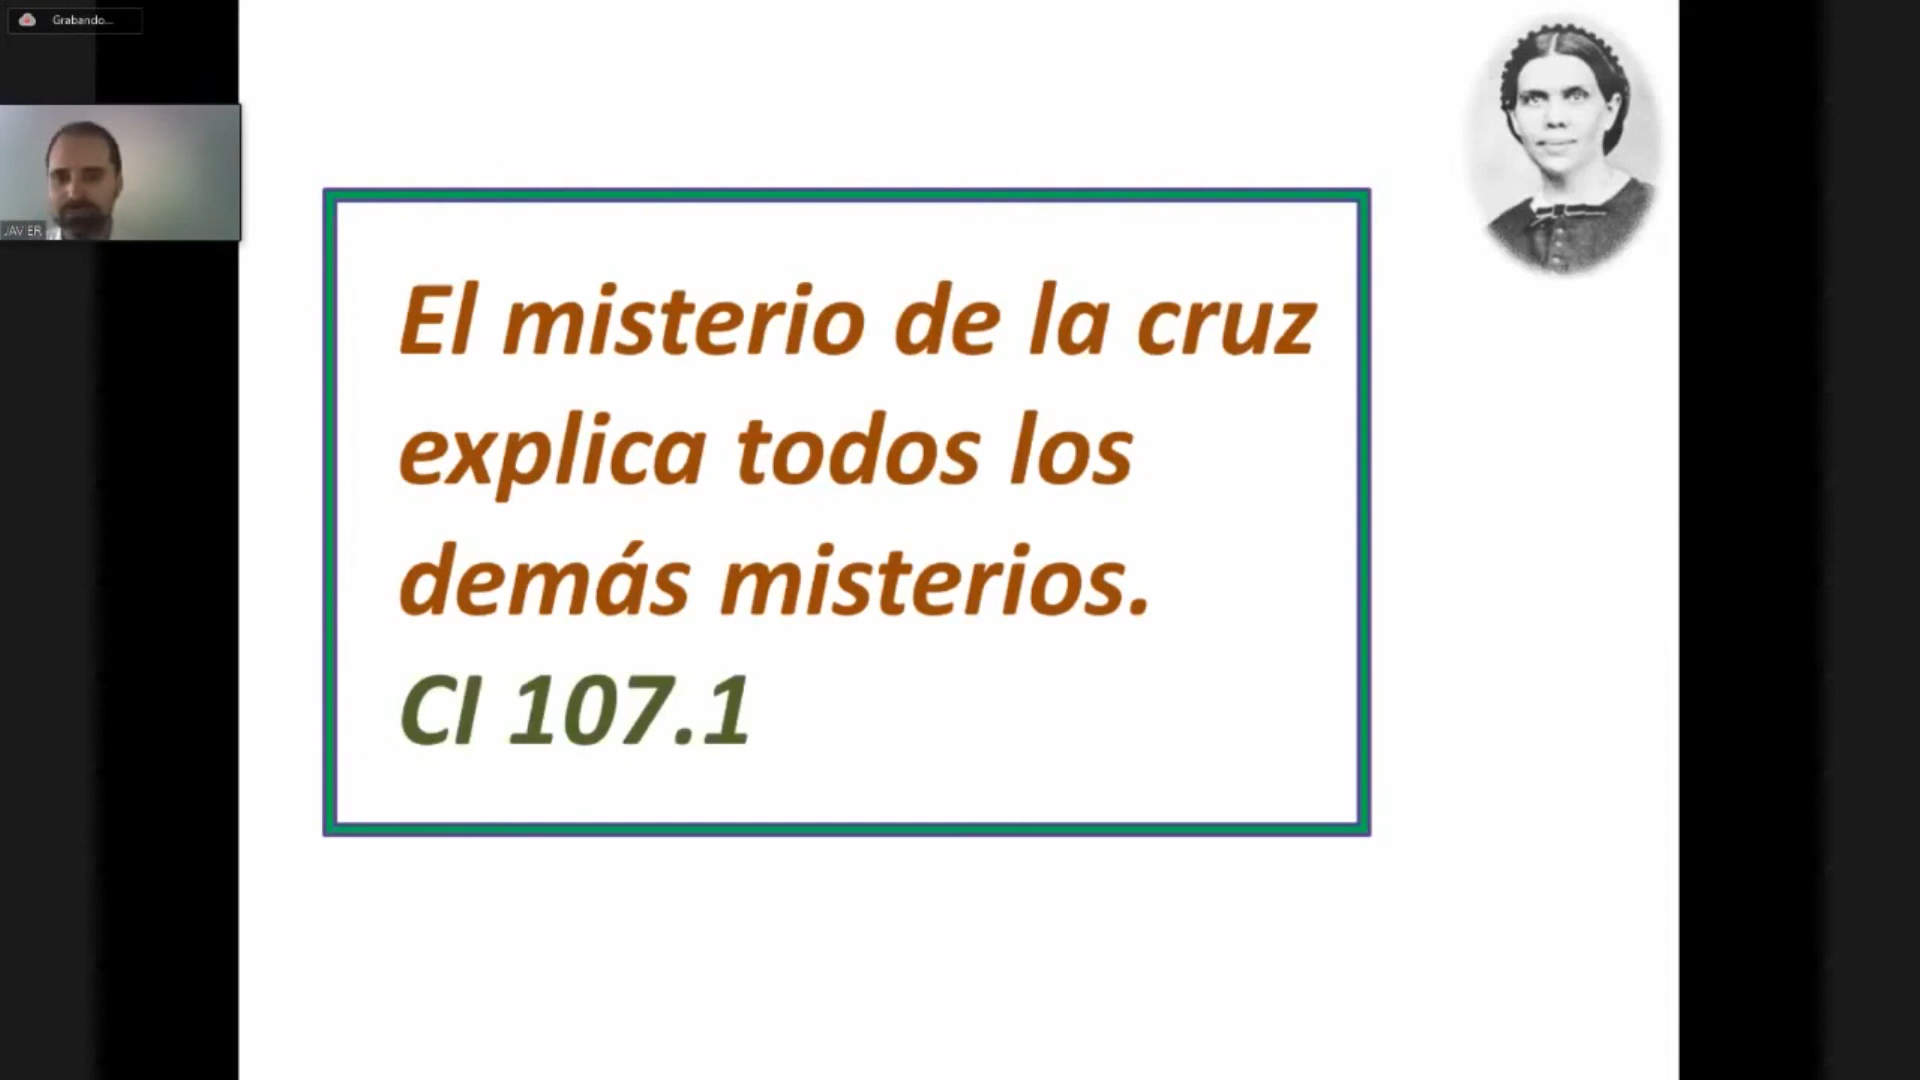 Grabando...
JAVIER
El misterio de la cruz
explica todos los
demás misterios.
CI 107.1